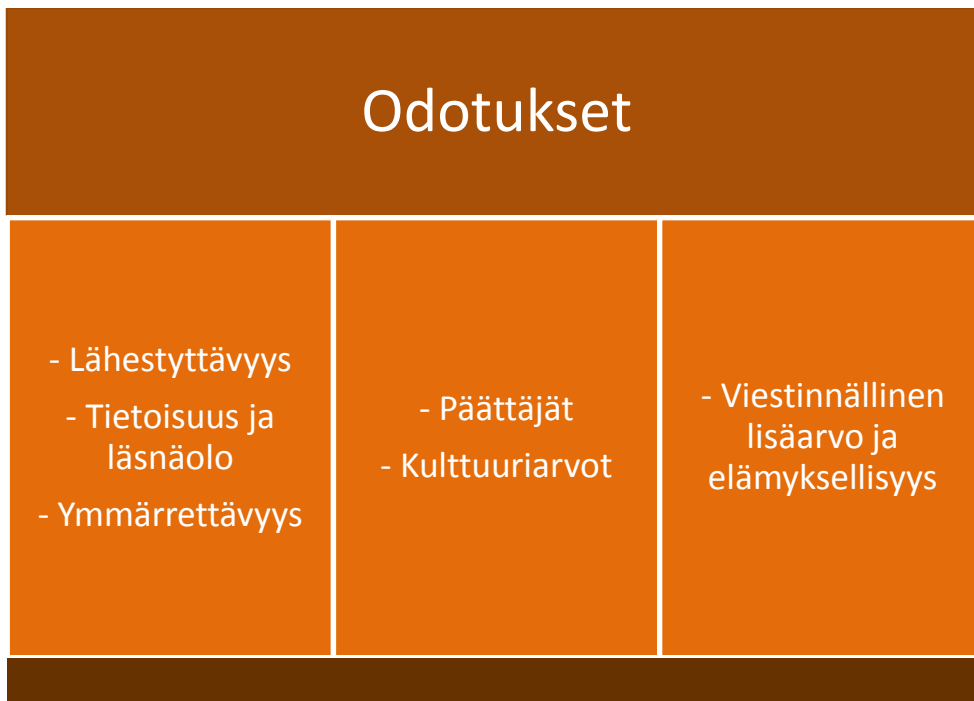 Odotukset
- Lähestyttävyys
- Tietoisuus ja
läsnäolo
- Ymmärrettävyys
- Päättäjät
- Kulttuuriarvot
- Viestinnällinen
lisäarvo ja
elämyksellisyys